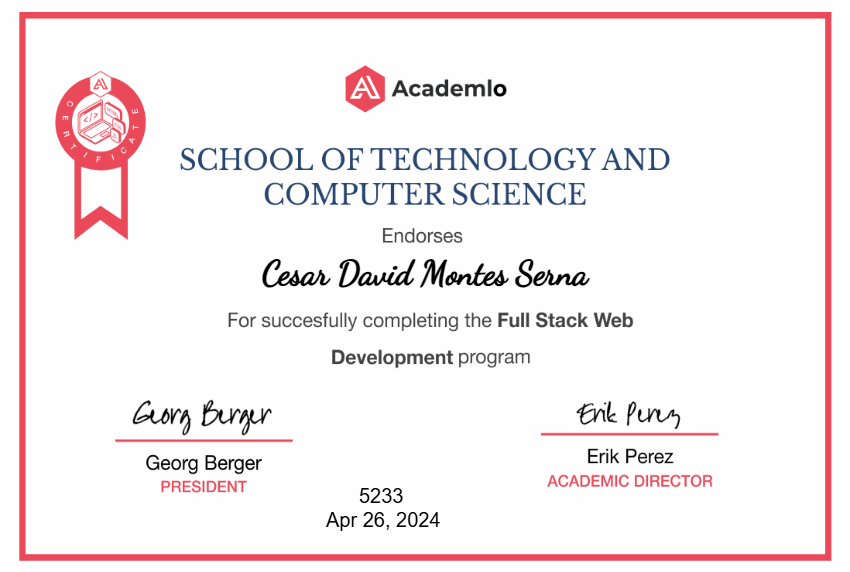 Academlo
CERTIFICATE
</>
SCHOOL OF TECHNOLOGY AND
COMPUTER SCIENCE
Endorses
Cesar David Montes Serna
For succesfully completing the Full Stack Web
Development program
Georg Berger
Georg Berger
PRESIDENT
Erik Perez
Erik Perez
ACADEMIC DIRECTOR
5233
Apr 26, 2024